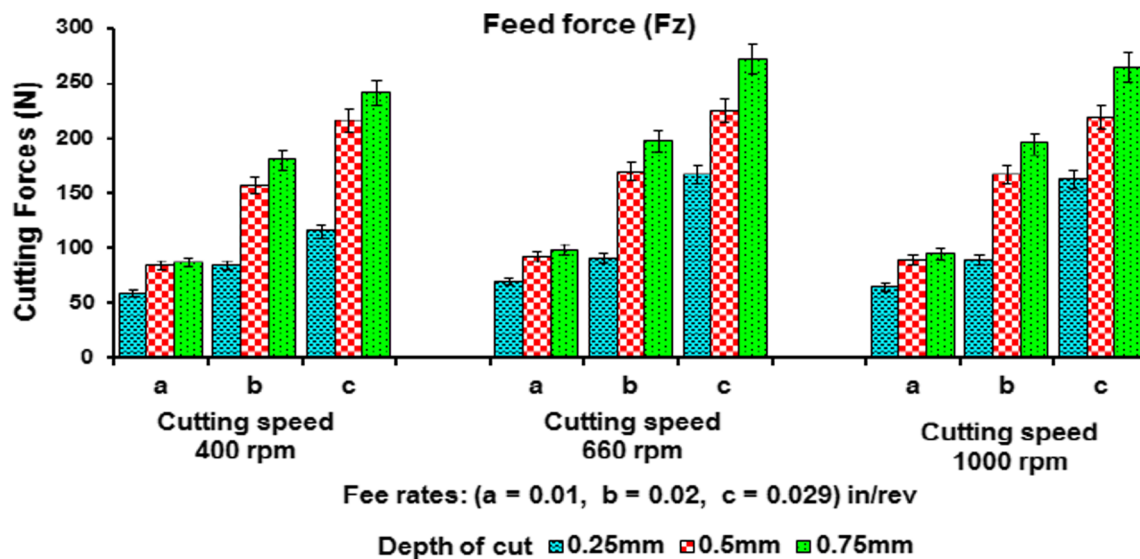 Feed force (Fz)
Cutting Forces (N)
300
250
200
150
100
50
0
a b c a b c a b c
Cutting speed
400 rpm
Cutting speed
660 rpm
Cutting speed
1000 rpm
Fee rates: (a = 0.01, b = 0.02, c = 0.029) in/rev
Depth of cut 0.25mm 0.5mm 0.75mm